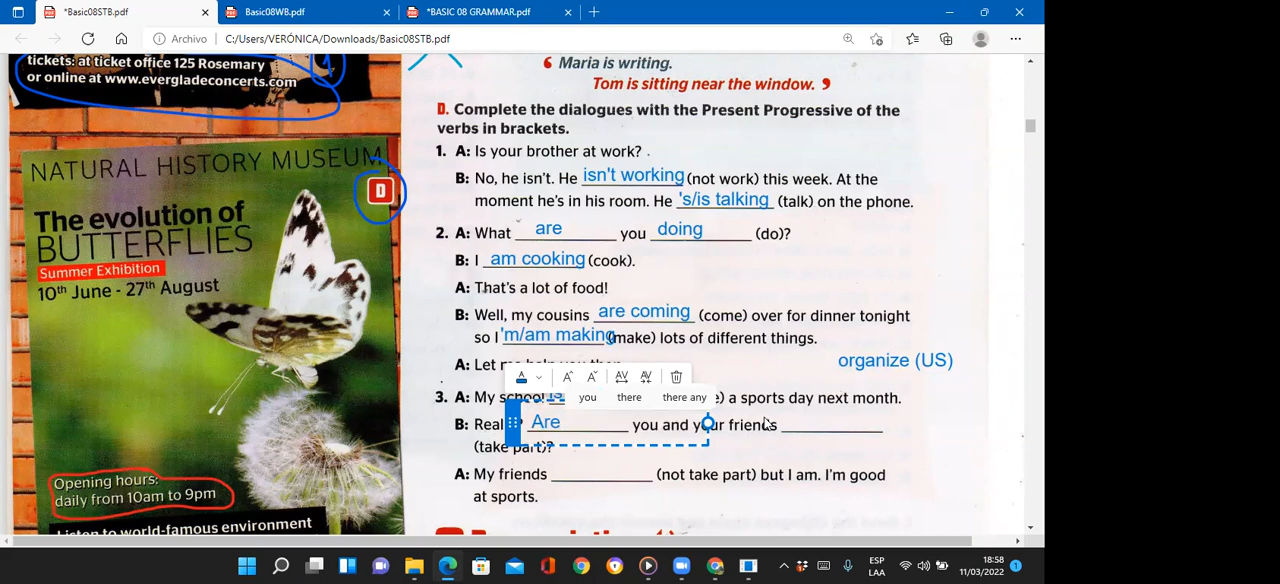 *Basic08STB.pdf
Basic08WB.pdf
*BASIC 08 GRAMMAR.pdf
Archivo
C:/Users/VERÓNICA/Downloads/Basic08STB.pdf
tickets: at ticket office 125 Rosemary
or online at www.evergladeconcerts.com
1
NATURAL HISTORY MUSEUM
D
The evolution of
BUTTERFLIES
Summer Exhibition
10th June - 27th August
Opening hours:
daily from 10am to 9pm
Listen to world-famous environment
Maria is writing.
Tom is sitting near the window.
D. Complete the dialogues with the Present Progressive of the
verbs in brackets.
1. A: Is your brother at work?
B: No, he isn't. He isn't working (not work) this week. At the
moment he's in his room. He 's/is talking (talk) on the phone.
2. A: What are you doing (do)?
B: I am cooking (cook).
A: That's a lot of food!
B: Well, my cousins are coming (come) over for dinner tonight
so I 'm/am making (make) lots of different things.
A: Let
organize (US)
you there there any
3. A: My school is e) a sports day next month.
B: Real Are you and your friends
(take part)?
A: My friends (not take part) but I am. I'm good
at sports.
ESP
LAA
18:58
11/03/2022
1